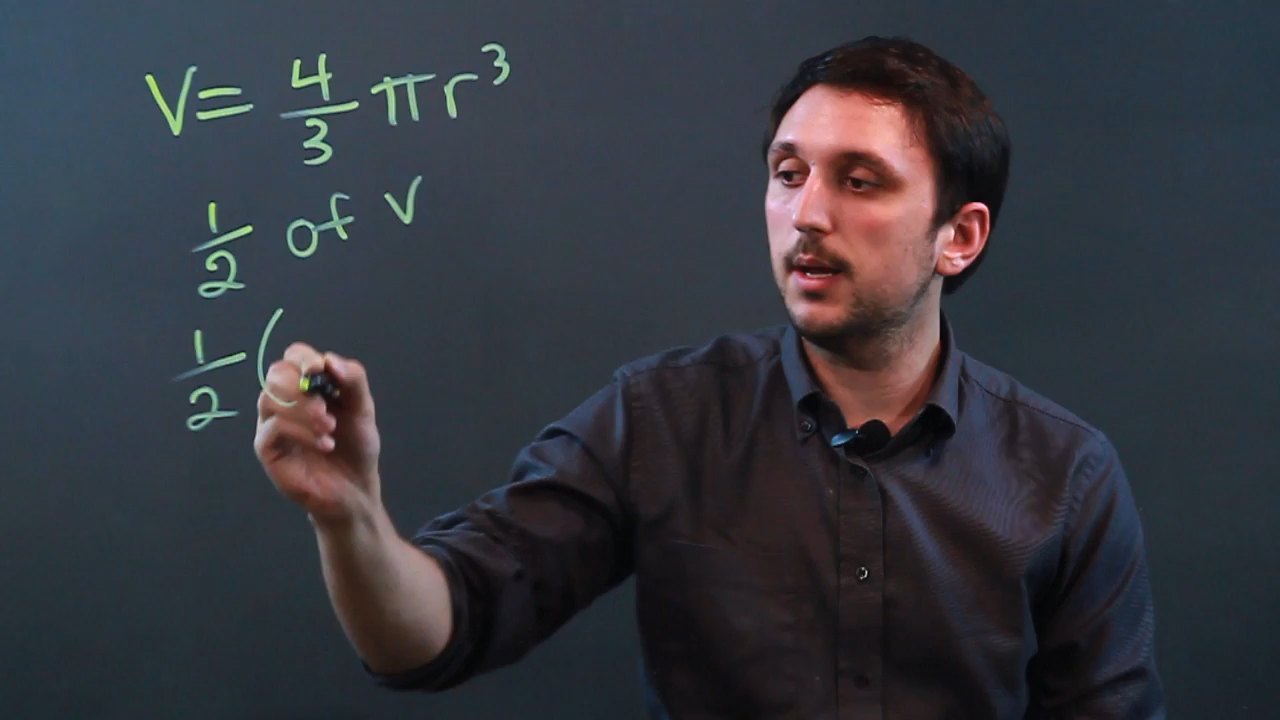 V= 4/3 πr³
1/2 of V
1/2 (